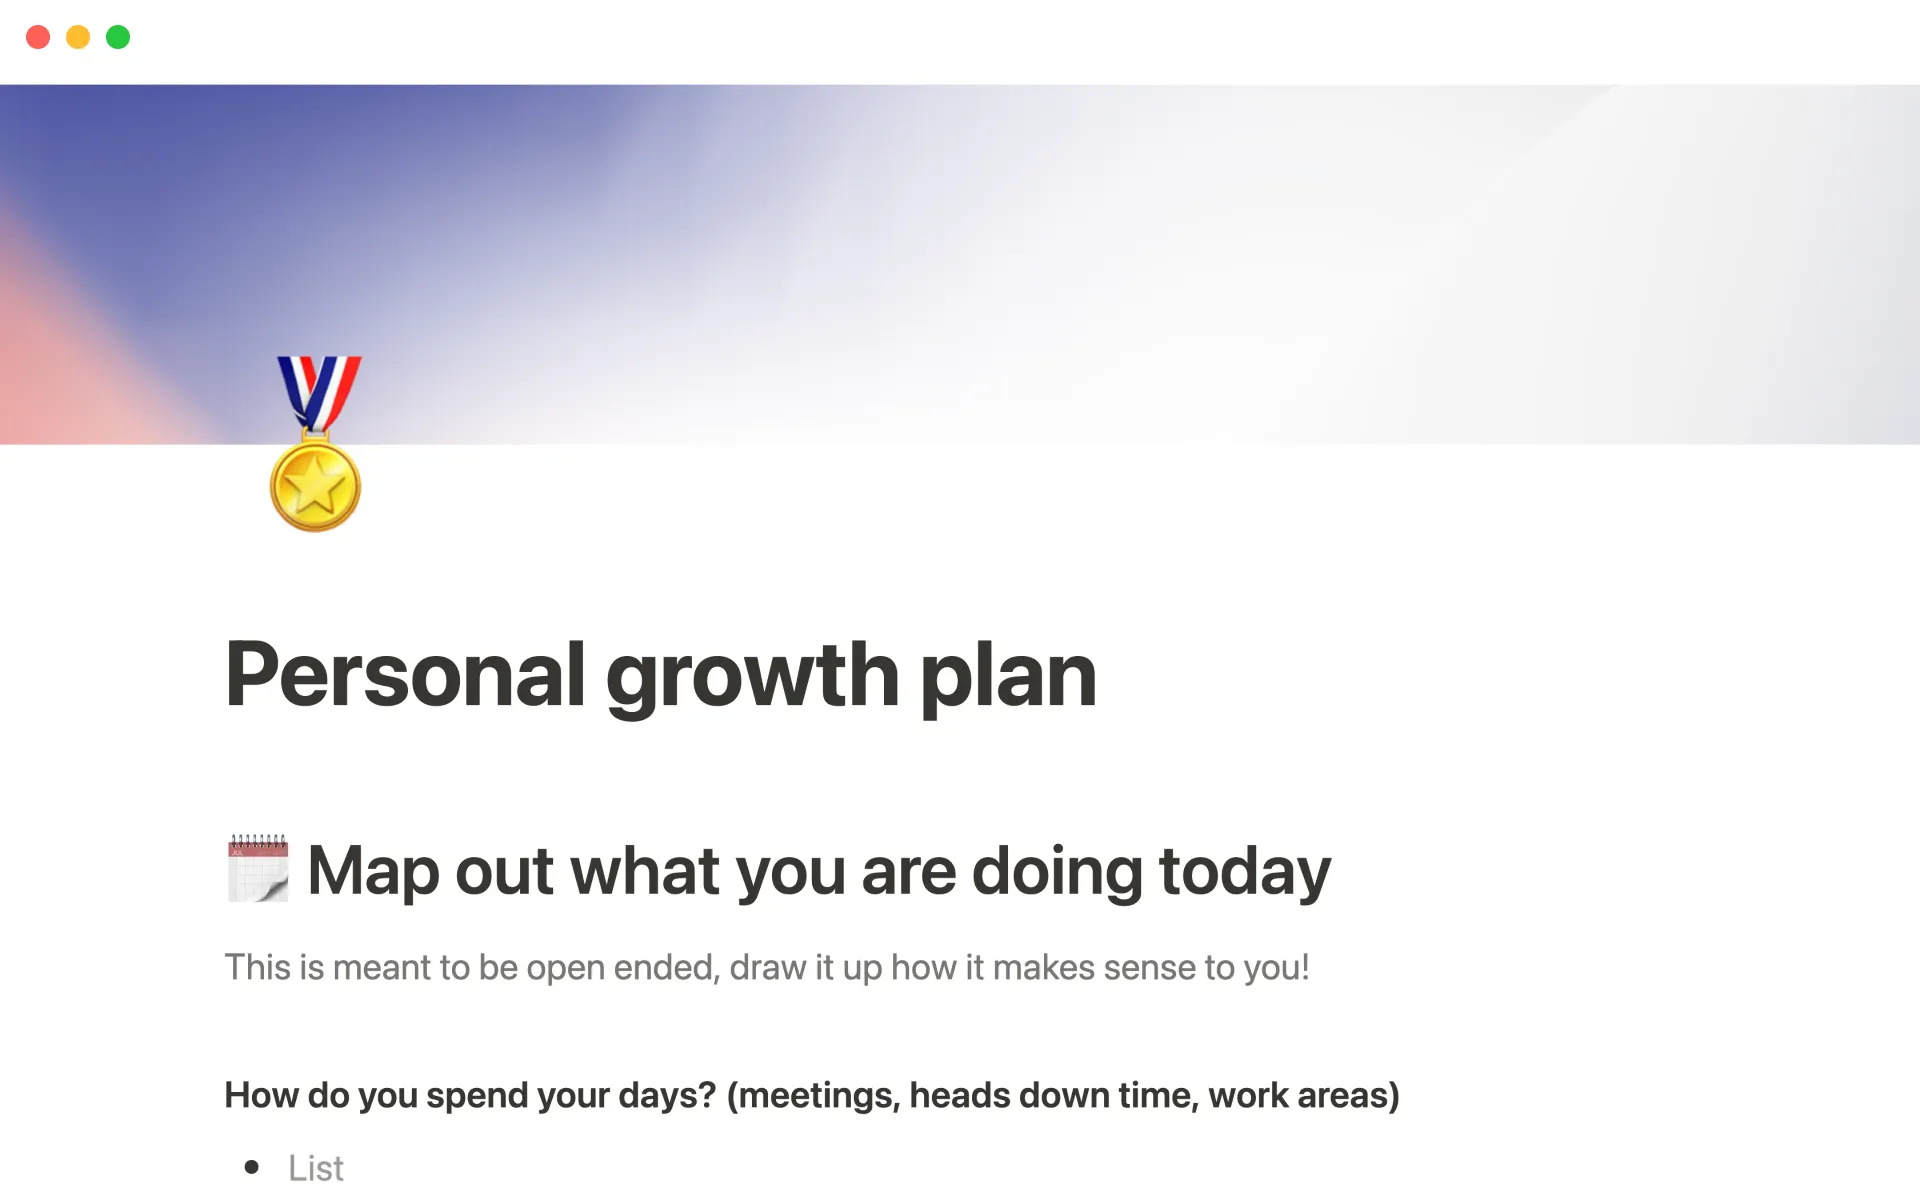 Personal growth plan
JUL
Map out what you are doing today
This is meant to be open ended, draw it up how it makes sense to you!
How do you spend your days? (meetings, heads down time, work areas)
• List